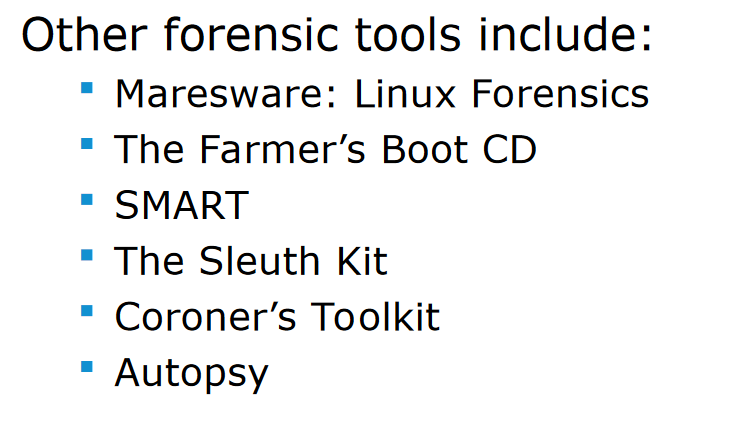 Other forensic tools include:
Maresware: Linux Forensics
The Farmer’s Boot CD
SMART
The Sleuth Kit
Coroner’s Toolkit
Autopsy